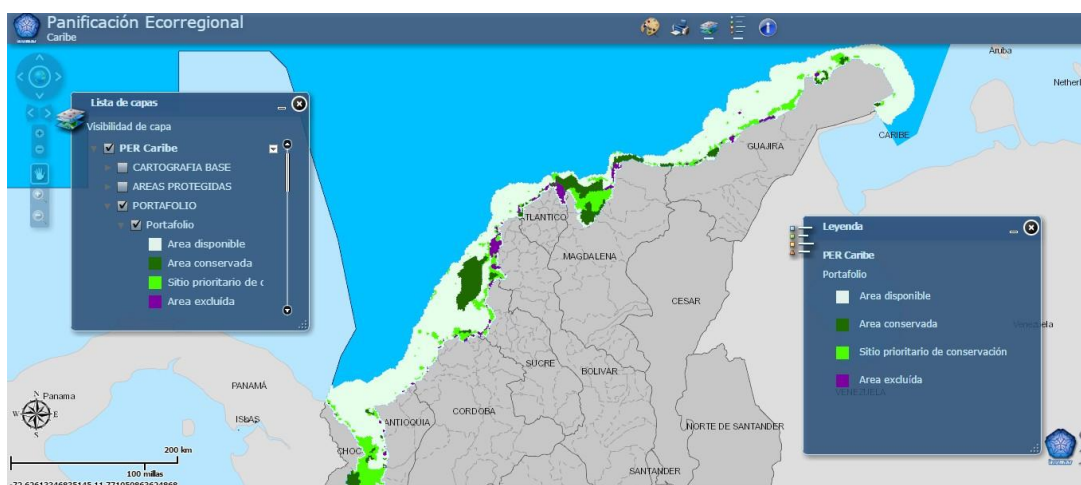 Panificación Ecorregional
Caribe
Lista de capas
Visibilidad de capa
PER Caribe
CARTOGRAFIA BASE
AREAS PROTEGIDAS
PORTAFOLIO
Portafolio
Area disponible
Area conservada
Sitio prioritario de c
Area excluída
Aruba
Netherl
CARIBE
GUAJIRA
ATLANTICO
MAGDALENA
CESAR
SUCRE
BOLIVAR
CORDOBA
ANTIOQUIA
CHOC
NORTE DE SANTANDER
SANTANDER
PANAMÁ
Panama
Leyenda
PER Caribe
Portafolio
Area disponible
Area conservada
Sitio prioritario de conservación
Area excluída
Venezuela
VENEZUELA
N
W
E
S
200 km
100 millas